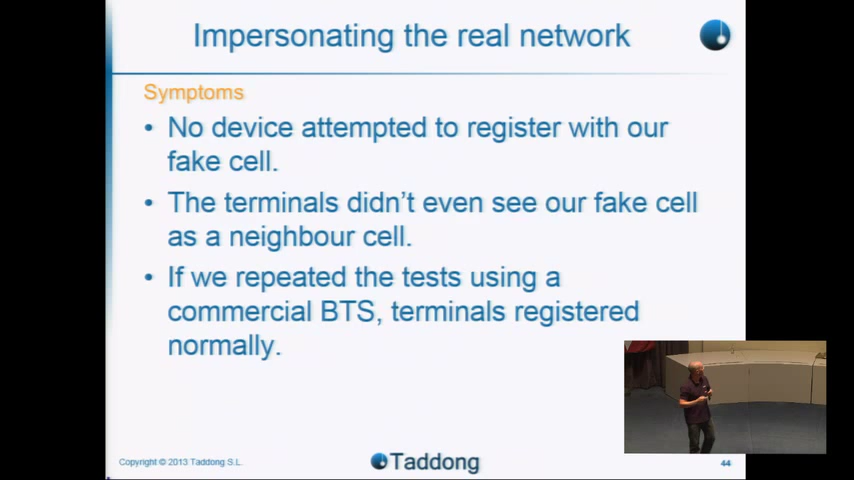 Impersonating the real network
Symptoms
• No device attempted to register with our
fake cell.
• The terminals didn't even see our fake cell
as a neighbour cell.
• If we repeated the tests using a
commercial BTS, terminals registered
normally.
Copyright © 2013 Taddong S.L.
Taddong
44